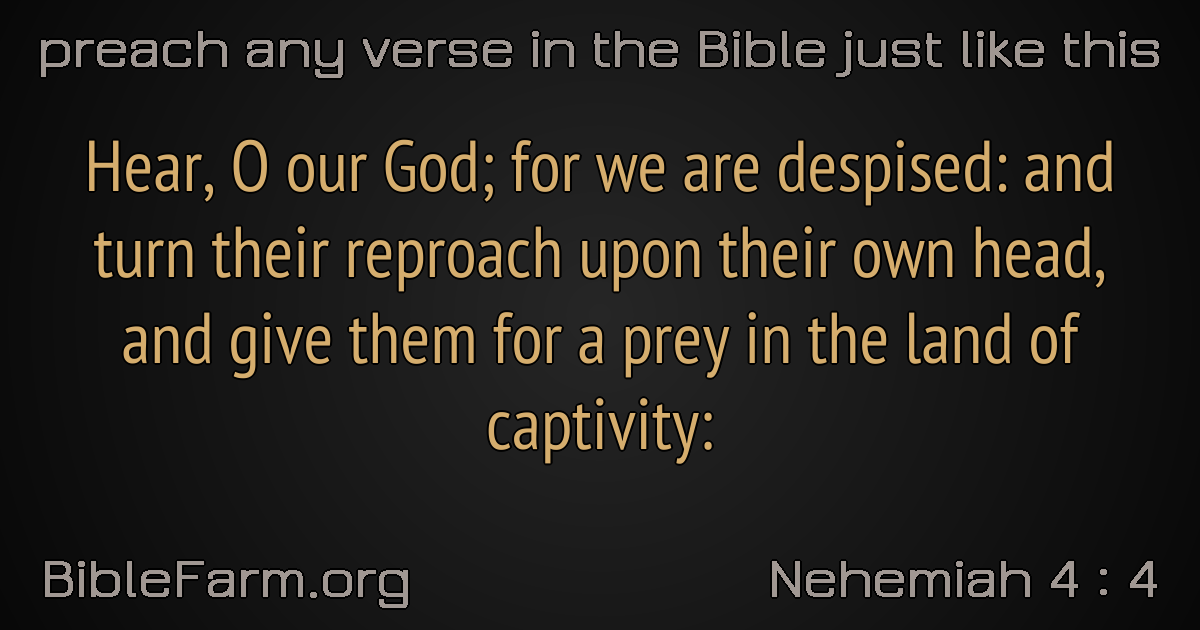 preach any verse in the Bible just like this
Hear, O our God; for we are despised: and
turn their reproach upon their own head,
and give them for a prey in the land of
captivity:
BibleFarm.org
Nehemiah 4 : 4